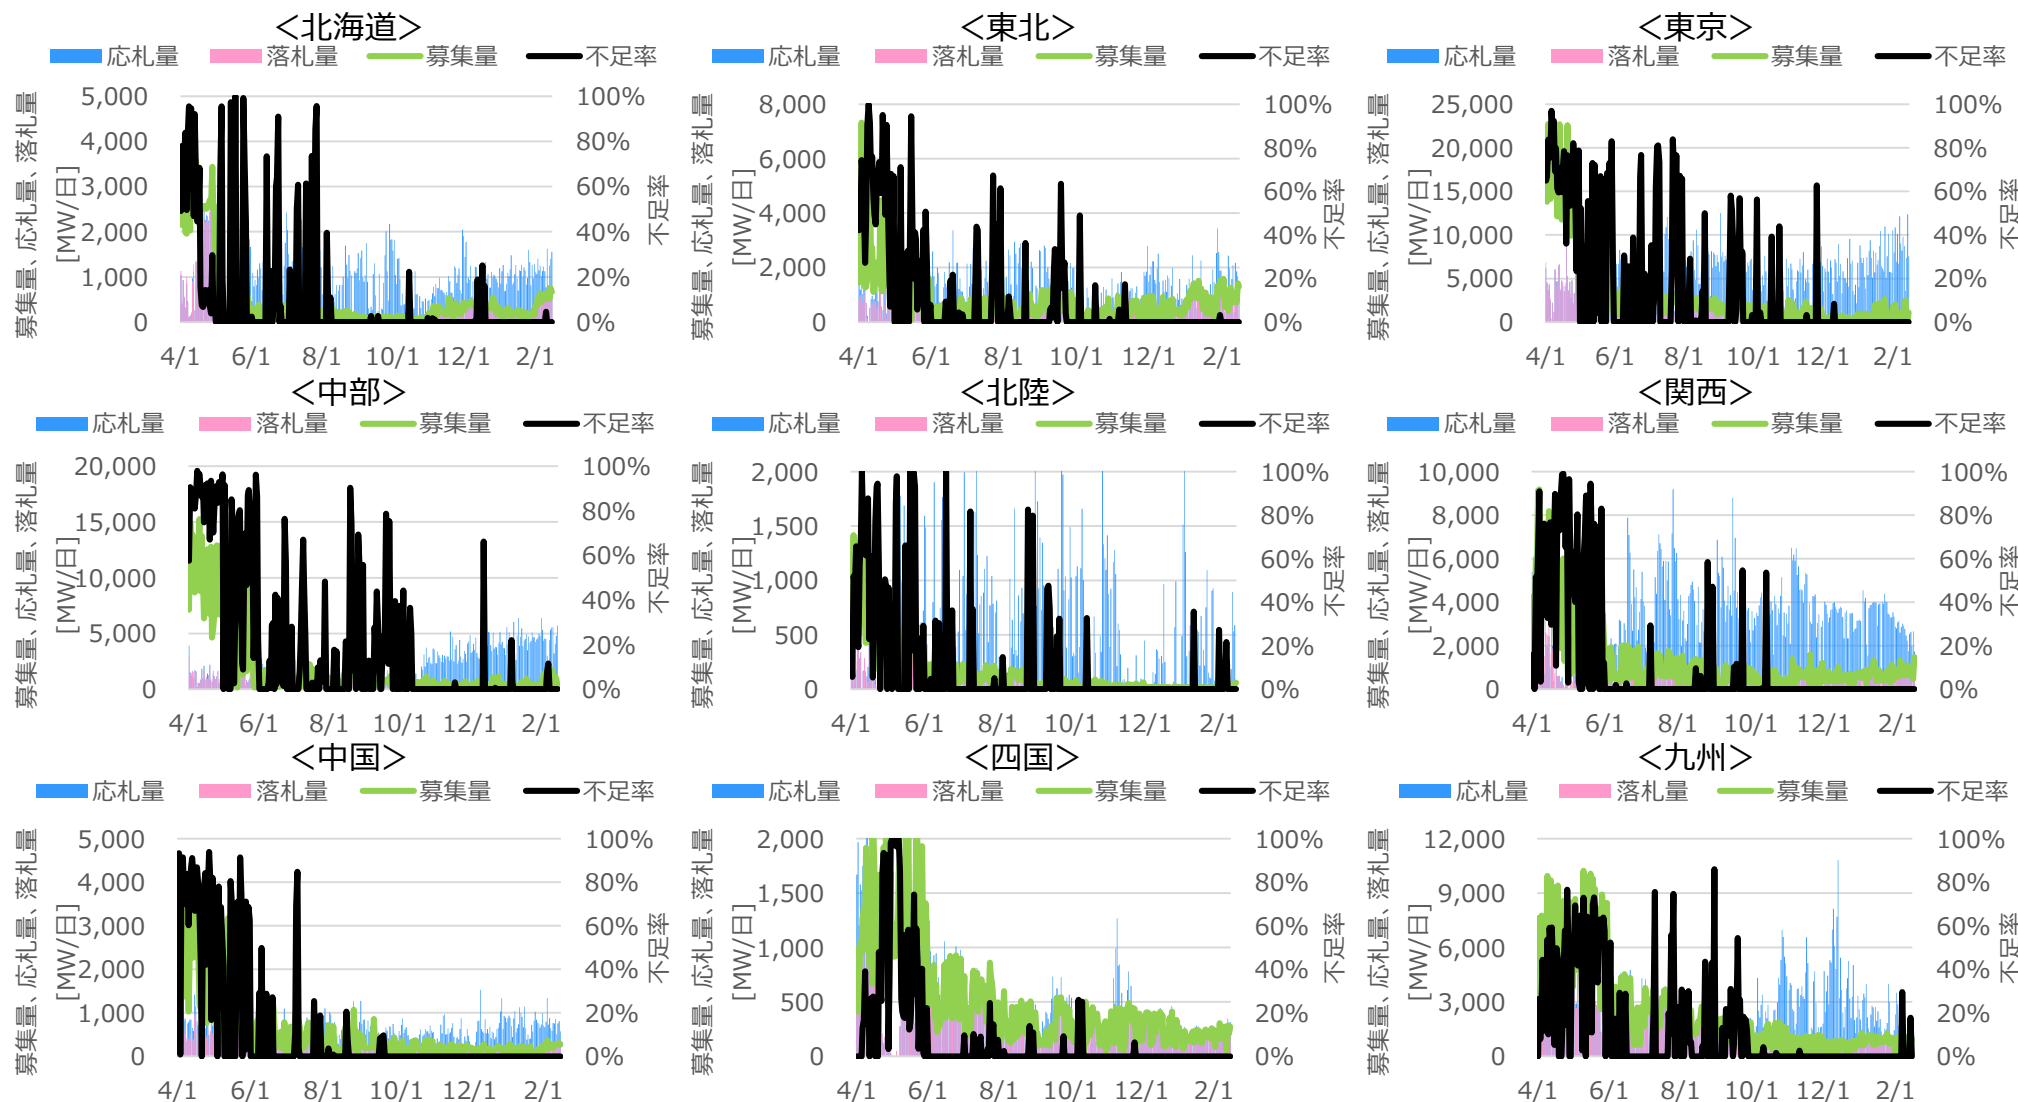 ＜北海道＞
応札量 落札量 募集量 不足率
募集量、応札量、落札量
[MW/日]
5,000
4,000
3,000
2,000
1,000
0
100%
80%
60%
40%
20%
0%
不足率
4/1 6/1 8/1 10/1 12/1 2/1
＜東北＞
応札量 落札量 募集量 不足率
募集量、応札量、落札量
[MW/日]
8,000
6,000
4,000
2,000
0
100%
80%
60%
40%
20%
0%
不足率
4/1 6/1 8/1 10/1 12/1 2/1
＜東京＞
応札量 落札量 募集量 不足率
募集量、応札量、落札量
[MW/日]
25,000
20,000
15,000
10,000
5,000
0
100%
80%
60%
40%
20%
0%
不足率
4/1 6/1 8/1 10/1 12/1 2/1
＜中部＞
応札量 落札量 募集量 不足率
募集量、応札量、落札量
[MW/日]
20,000
15,000
10,000
5,000
0
100%
80%
60%
40%
20%
0%
不足率
4/1 6/1 8/1 10/1 12/1 2/1
＜北陸＞
応札量 落札量 募集量 不足率
募集量、応札量、落札量
[MW/日]
2,000
1,500
1,000
500
0
100%
80%
60%
40%
20%
0%
不足率
4/1 6/1 8/1 10/1 12/1 2/1
＜関西＞
応札量 落札量 募集量 不足率
募集量、応札量、落札量
[MW/日]
10,000
8,000
6,000
4,000
2,000
0
100%
80%
60%
40%
20%
0%
不足率
4/1 6/1 8/1 10/1 12/1 2/1
＜中国＞
応札量 落札量 募集量 不足率
募集量、応札量、落札量
[MW/日]
5,000
4,000
3,000
2,000
1,000
0
100%
80%
60%
40%
20%
0%
不足率
4/1 6/1 8/1 10/1 12/1 2/1
＜四国＞
応札量 落札量 募集量 不足率
募集量、応札量、落札量
[MW/日]
2,000
1,500
1,000
500
0
100%
80%
60%
40%
20%
0%
不足率
4/1 6/1 8/1 10/1 12/1 2/1
＜九州＞
応札量 落札量 募集量 不足率
募集量、応札量、落札量
[MW/日]
12,000
9,000
6,000
3,000
0
100%
80%
60%
40%
20%
0%
不足率
4/1 6/1 8/1 10/1 12/1 2/1